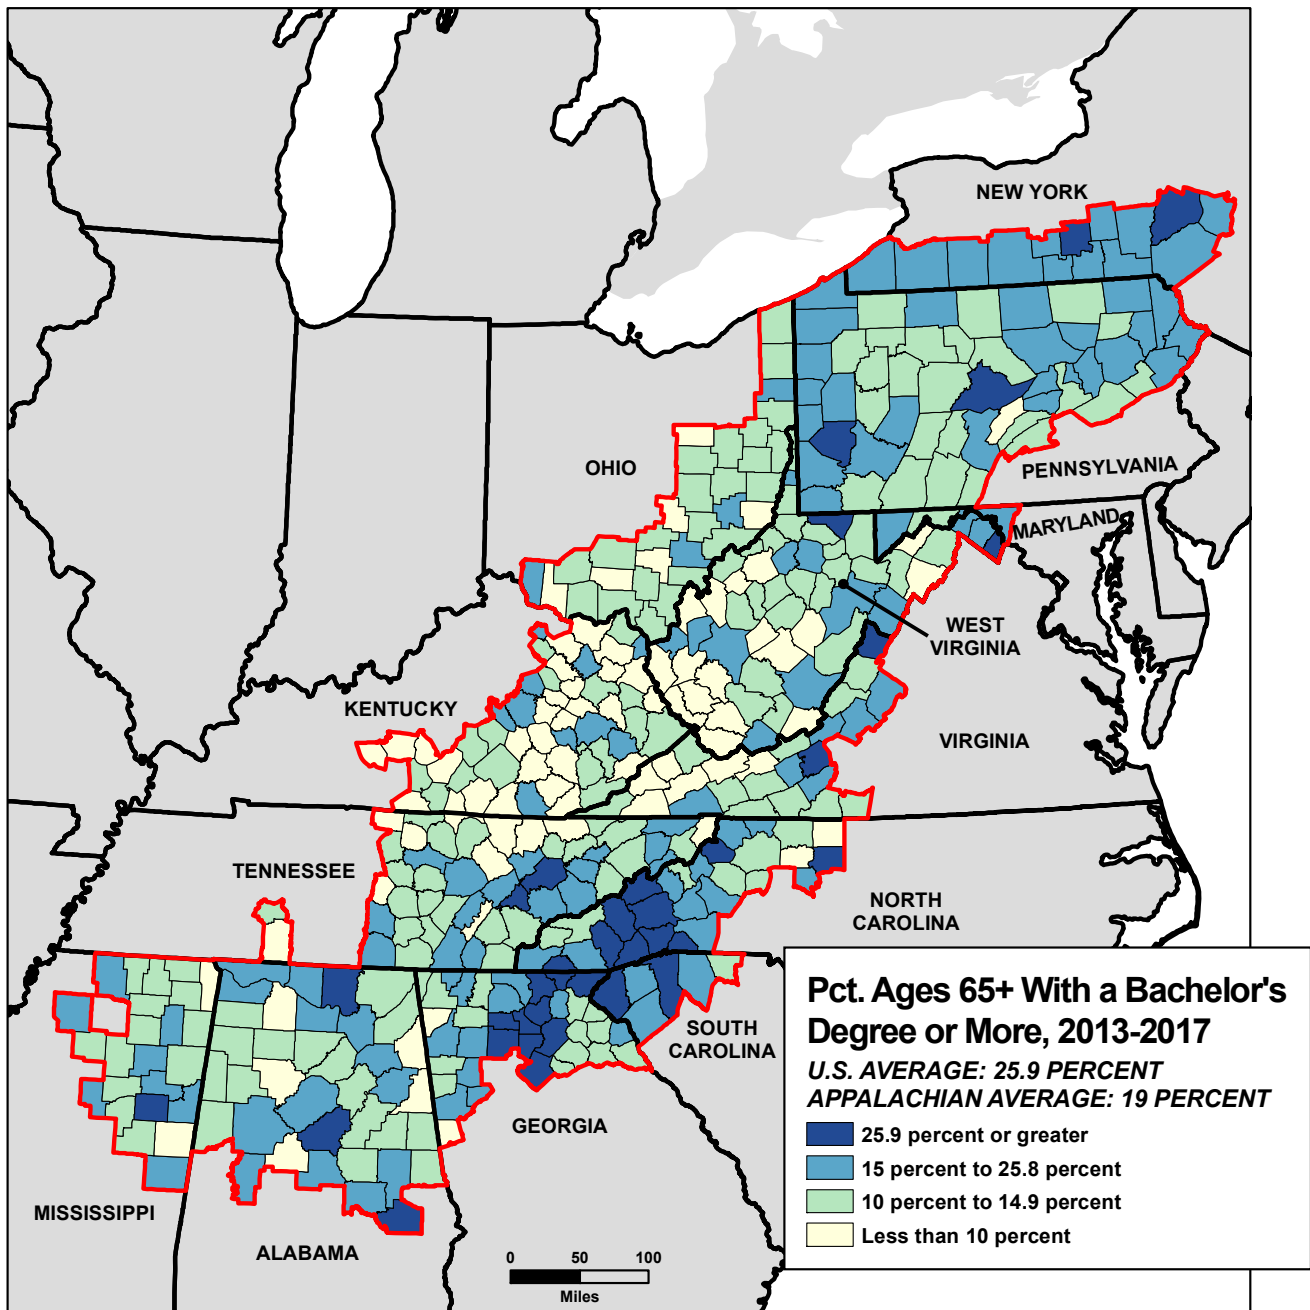 NEW YORK
OHIO
PENNSYLVANIA
MARYLAND
WEST
VIRGINIA
KENTUCKY
VIRGINIA
TENNESSEE
NORTH
CAROLINA
SOUTH
CAROLINA
GEORGIA
MISSISSIPPI
ALABAMA
Pct. Ages 65+ With a Bachelor's
Degree or More, 2013-2017
U.S. AVERAGE: 25.9 PERCENT
APPALACHIAN AVERAGE: 19 PERCENT
25.9 percent or greater
15 percent to 25.8 percent
10 percent to 14.9 percent
Less than 10 percent
0 50 100
Miles